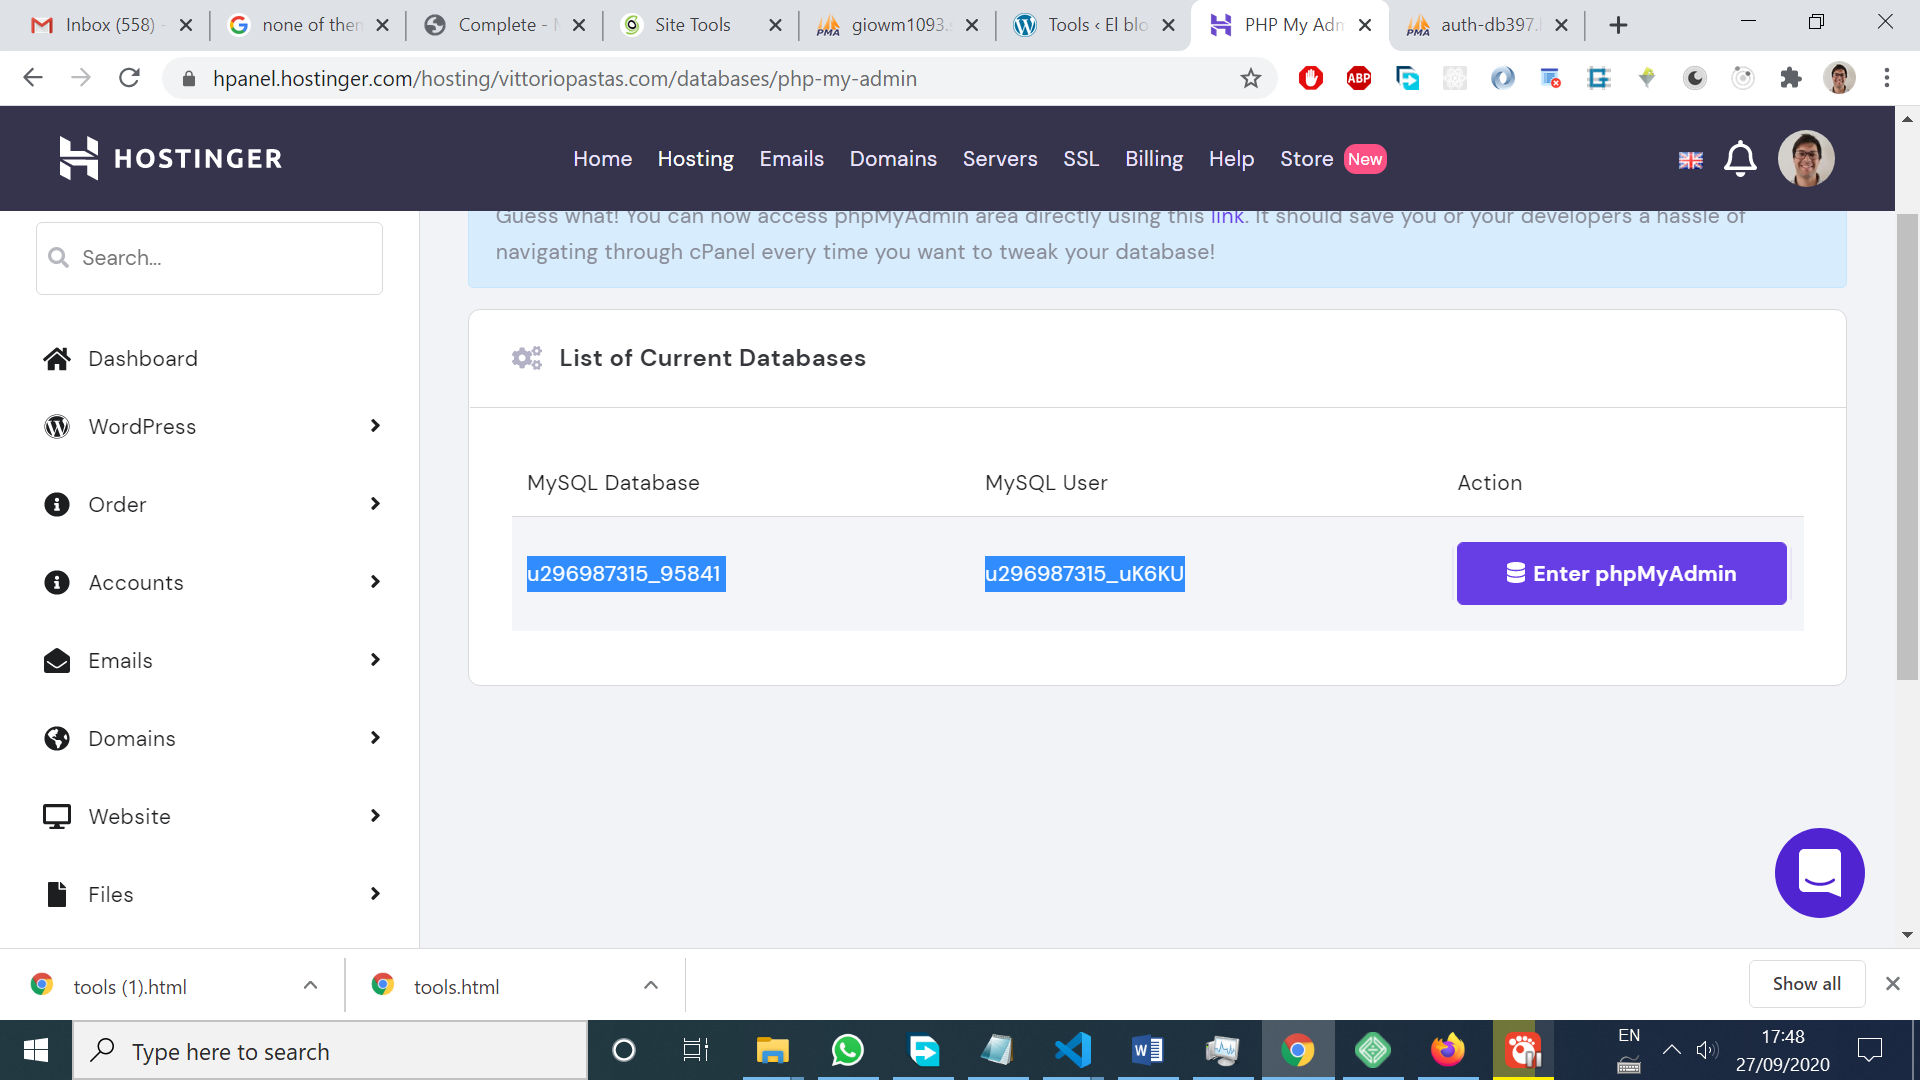 Inbox (558) -
none of then
Complete -
Site Tools
giowm1093.s
Tools ‹ El blo
PHP My Adm
auth-db397.
hpanel.hostinger.com/hosting/vittoriopastas.com/databases/php-my-admin
ABP
HOSTINGER
Home
Hosting
Emails
Domains
Servers
SSL
Billing
Help
Store
New
Guess what! You can now access phpMyAdmin area directly using this link. It should save you or your developers a hassle of
navigating through cPanel every time you want to tweak your database!
Search...
Dashboard
WordPress
Order
Accounts
Emails
Domains
Website
Files
List of Current Databases
MySQL Database
MySQL User
Action
u296987315_95841
u296987315_uK6KU
Enter phpMyAdmin
tools (1).html
tools.html
Show all
Type here to search
EN
17:48
27/09/2020